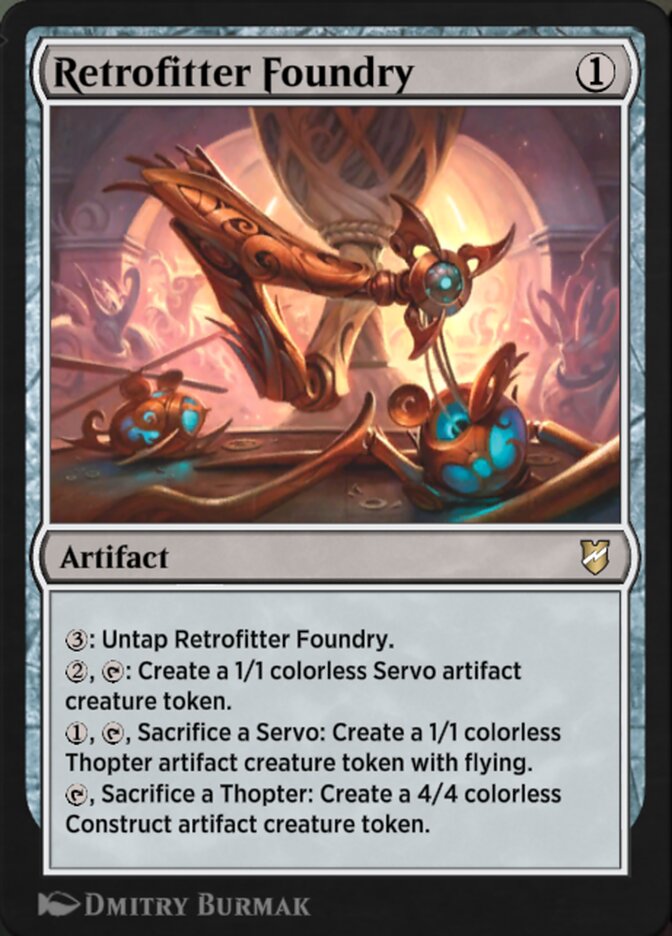 Retrofitter Foundry 1
Artifact
3: Untap Retrofitter Foundry.
2, T: Create a 1/1 colorless Servo artifact
creature token.
1, T, Sacrifice a Servo: Create a 1/1 colorless
Thopter artifact creature token with flying.
T, Sacrifice a Thopter: Create a 4/4 colorless
Construct artifact creature token.
Dmitry Burmak